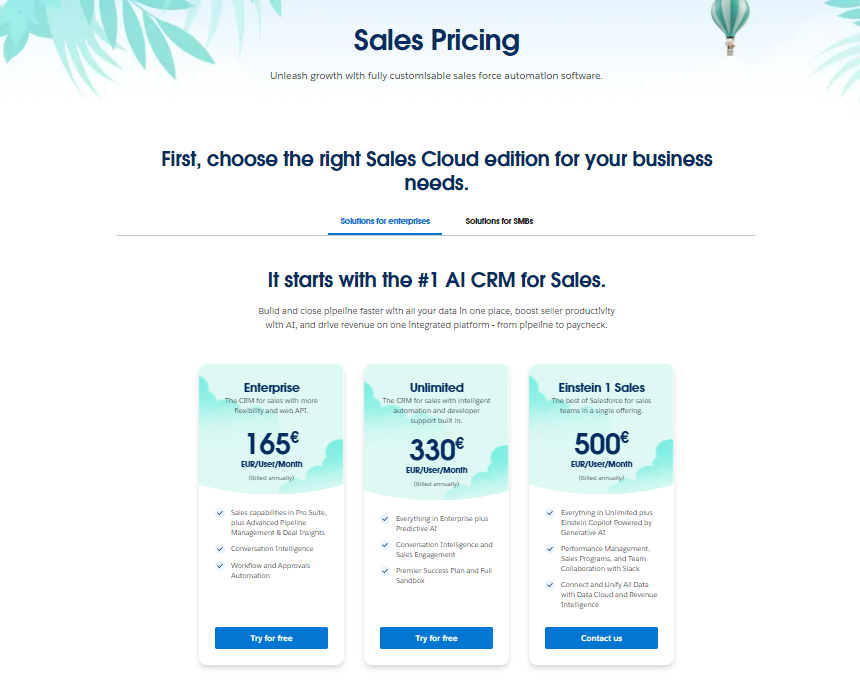 Sales Pricing
Unleash growth with fully customisable sales force automation software.
First, choose the right Sales Cloud edition for your business
needs.
Solutions for enterprises
Solutions for SMBs
It starts with the #1 AI CRM for Sales.
Build and close pipeline faster with all your data in one place, boost seller productivity
with AI, and drive revenue on one integrated platform - from pipeline to paycheck.
Enterprise
The CRM for sales with more
flexibility and web API.
165€
EUR/User/Month
(Billed annually)
Sales capabilities in Pro Suite,
plus Advanced Pipeline
Management & Deal Insights
Conversation Intelligence
Workflow and Approvals
Automation
Try for free
Unlimited
The CRM for sales with intelligent
automation and developer
support built in.
330€
EUR/User/Month
(Billed annually)
Everything in Enterprise plus
Predictive AI
Conversation Intelligence and
Sales Engagement
Premier Success Plan and Full
Sandbox
Try for free
Einstein 1 Sales
The best of Salesforce for sales
teams in a single offering.
500€
EUR/User/Month
(Billed annually)
Everything in Unlimited plus
Einstein Copilot Powered by
Generative AI
Performance Management,
Sales Programs, and Team
Collaboration with Slack
Connect and Unify All Data
with Data Cloud and Revenue
Intelligence
Contact us